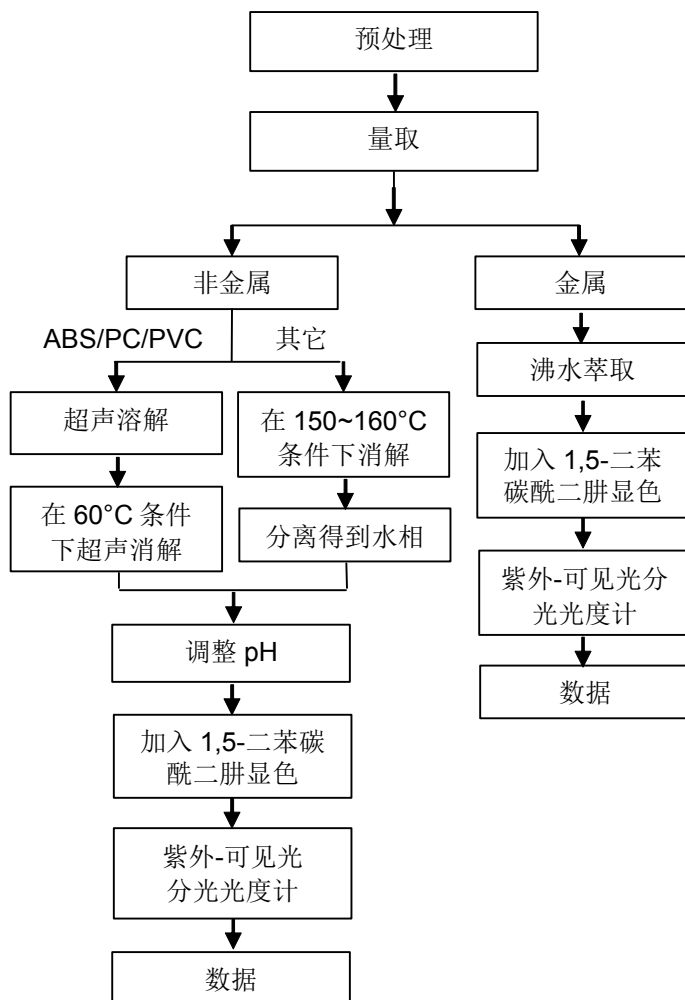 预处理
量取
非金属
金属
ABS/PC/PVC
其它
超声溶解
在 60°C 条件
下超声消解
在 150~160°C
条件下消解
分离得到水相
调整 pH
加入 1,5-二苯碳
酰二肼显色
紫外-可见光
分光光度计
数据
沸水萃取
加入 1,5-二苯
碳酰二肼显色
紫外-可见光分
光光度计
数据